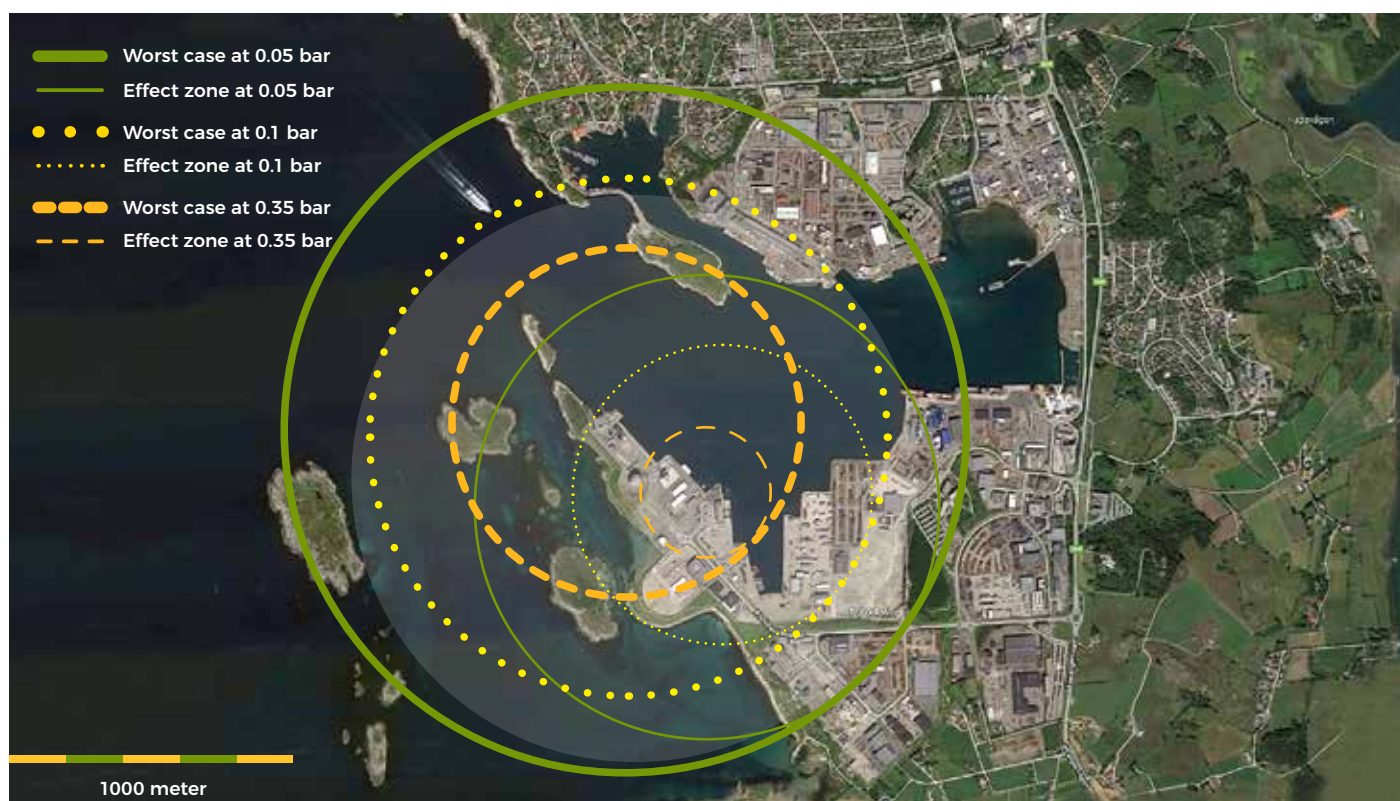 Worst case at 0.05 bar
Effect zone at 0.05 bar
Worst case at 0.1 bar
Effect zone at 0.1 bar
Worst case at 0.35 bar
Effect zone at 0.35 bar
1000 meter